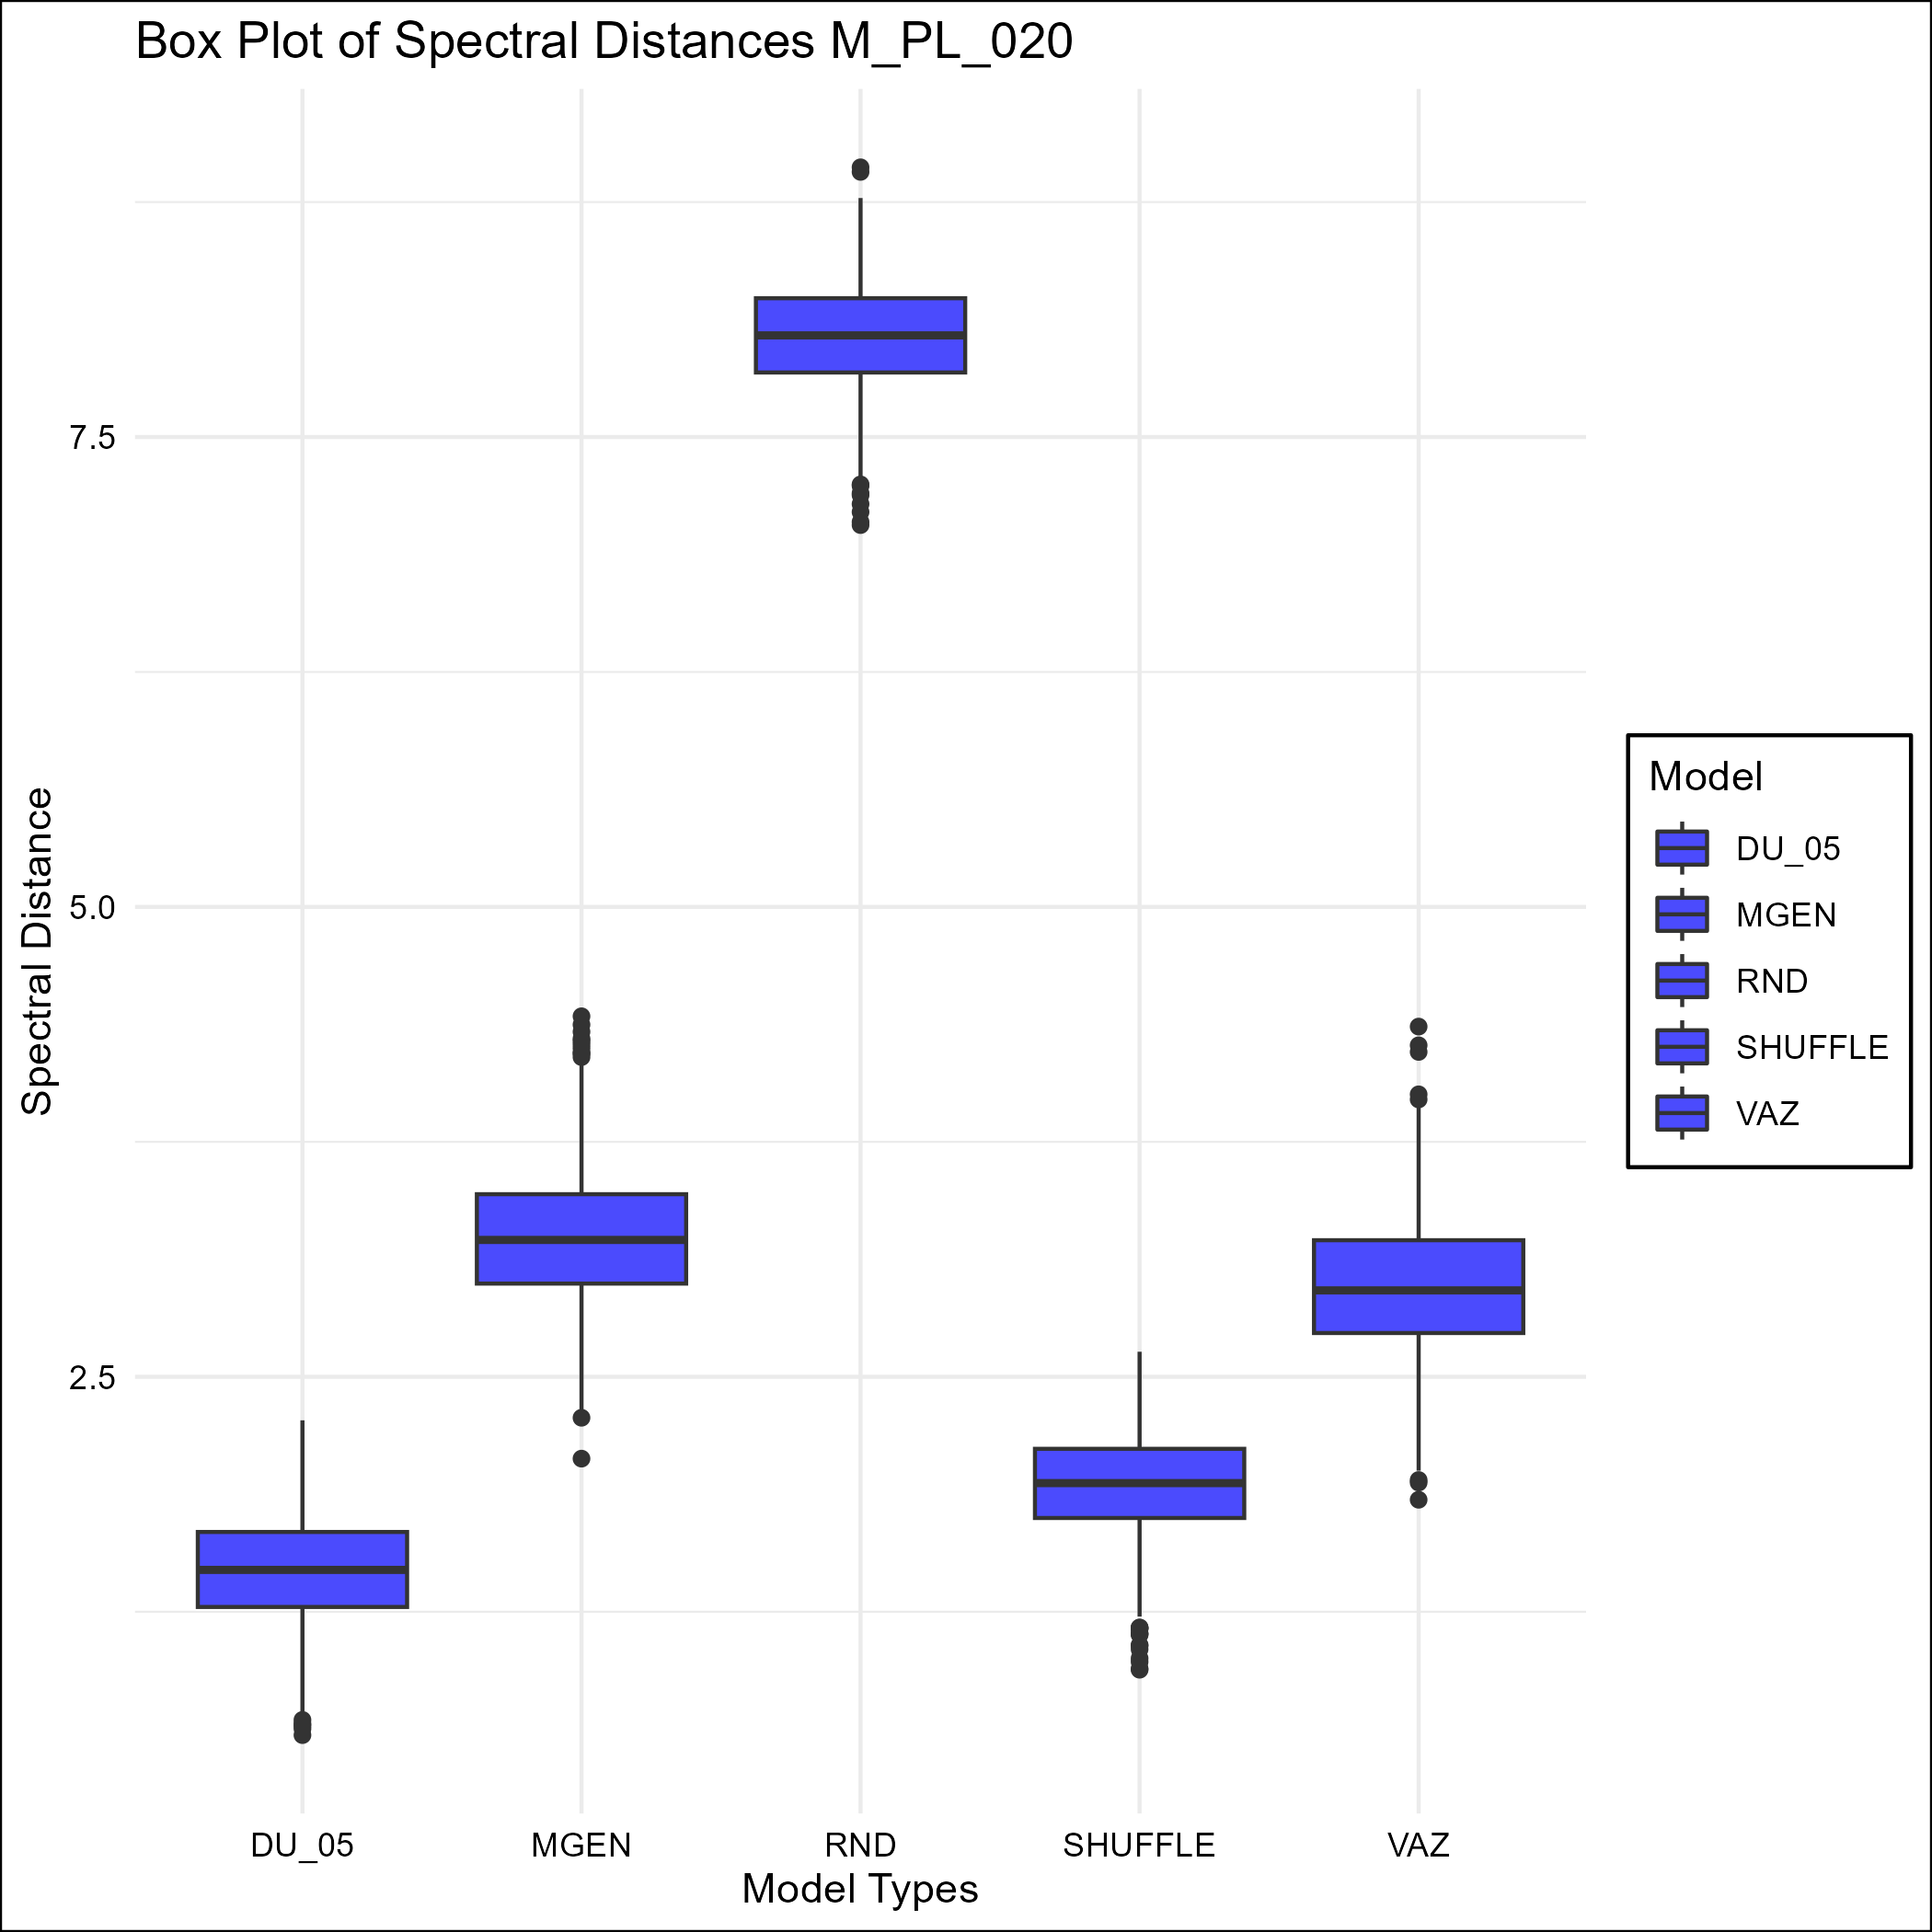 Box Plot of Spectral Distances M_PL_020
Spectral Distance
7.5
5.0
2.5
DU_05
MGEN
RND
SHUFFLE
VAZ
Model Types
Model
DU_05
MGEN
RND
SHUFFLE
VAZ